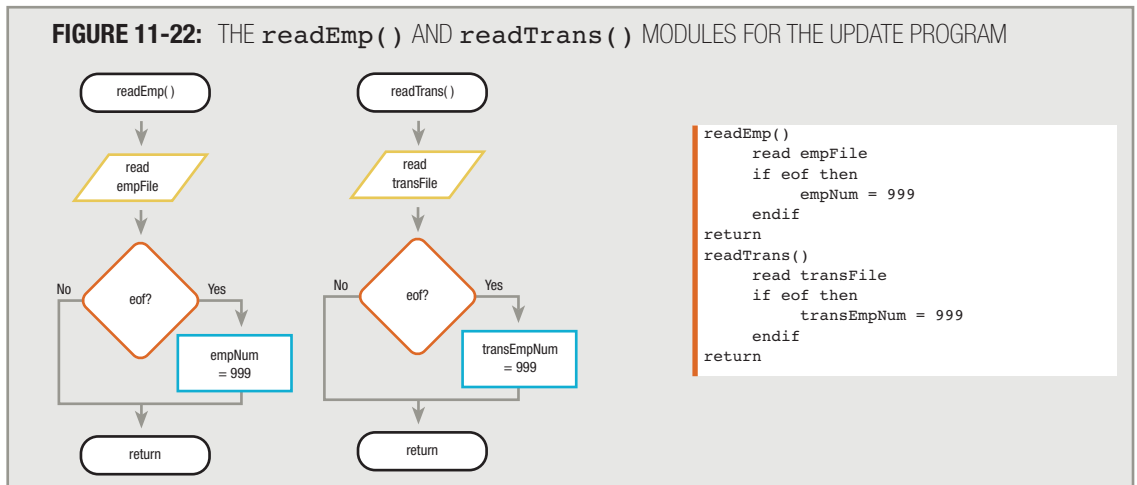 FIGURE 11-22: THE readEmp() AND readTrans() MODULES FOR THE UPDATE PROGRAM
readEmp( )
read
empFile
eof?
No
Yes
empNum
= 999
return
readTrans( )
read
transFile
eof?
No
Yes
transEmpNum
= 999
return
readEmp()
read empFile
if eof then
empNum = 999
endif
return
readTrans()
read transFile
if eof then
transEmpNum = 999
endif
return